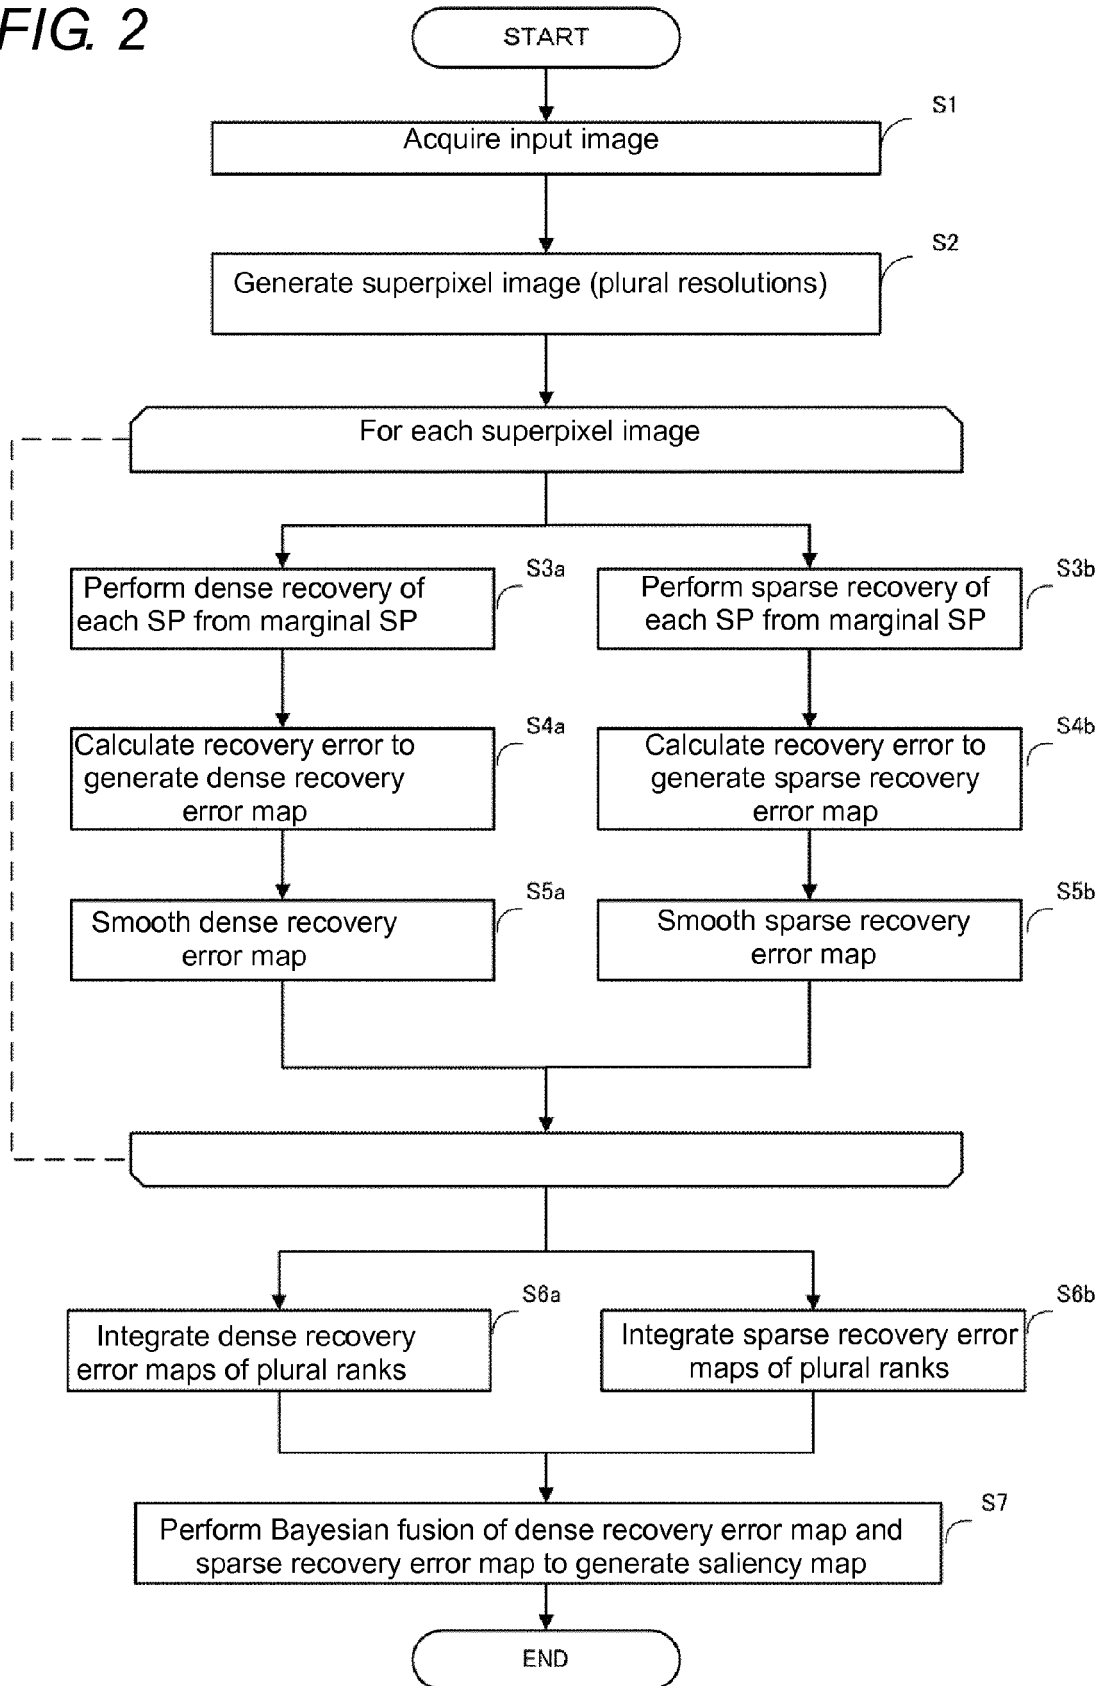 FIG. 2
START
S1
Acquire input image
S2
Generate superpixel image (plural resolutions)
For each superpixel image
S3a
Perform dense recovery of
each SP from marginal SP
S3b
Perform sparse recovery of
each SP from marginal SP
S4a
Calculate recovery error to
generate dense recovery
error map
S4b
Calculate recovery error to
generate sparse recovery
error map
S5a
Smooth dense recovery
error map
S5b
Smooth sparse recovery
error map
S6a
Integrate dense recovery
error maps of plural ranks
S6b
Integrate sparse recovery error
maps of plural ranks
S7
Perform Bayesian fusion of dense recovery error map and
sparse recovery error map to generate saliency map
END